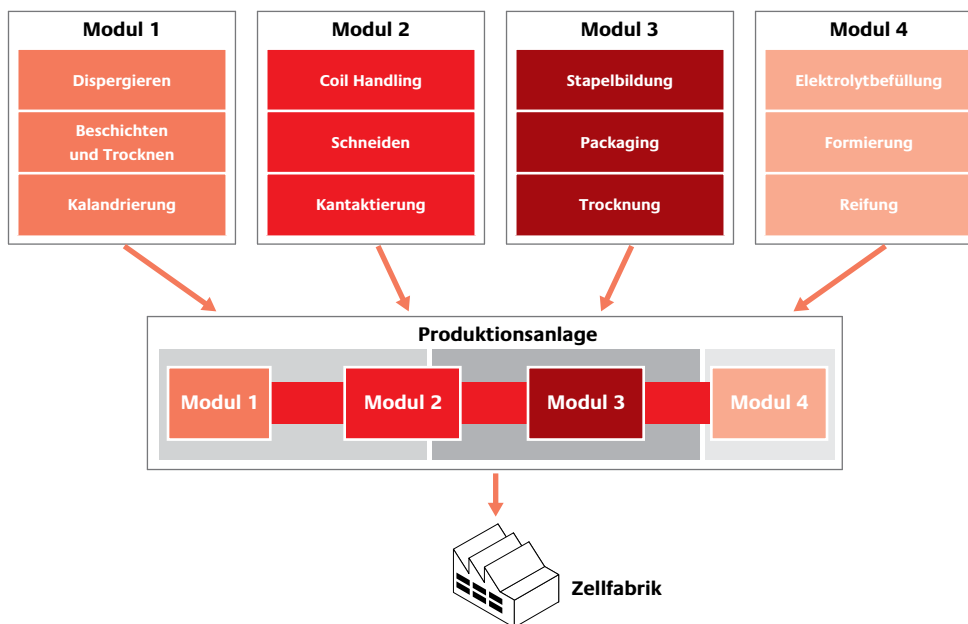 Modul 1
Dispergieren
Beschichten
und Trocknen
Kalandrierung
Modul 2
Coil Handling
Schneiden
Kantaktierung
Modul 3
Stapelbildung
Packaging
Trocknung
Modul 4
Elektrolytbefüllung
Formierung
Reifung
Produktionsanlage
Modul 1
Modul 2
Modul 3
Modul 4
Zellfabrik